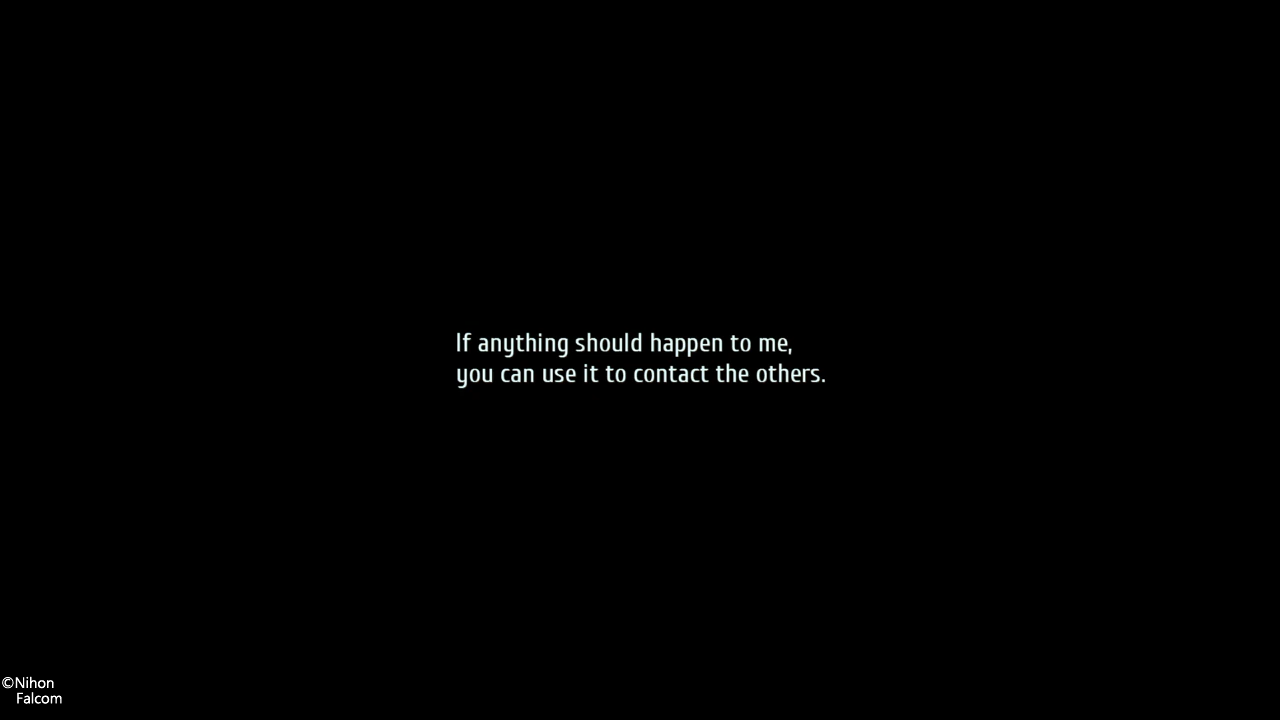 If anything should happen to me,
you can use it to contact the others.
©Nihon
Falcom